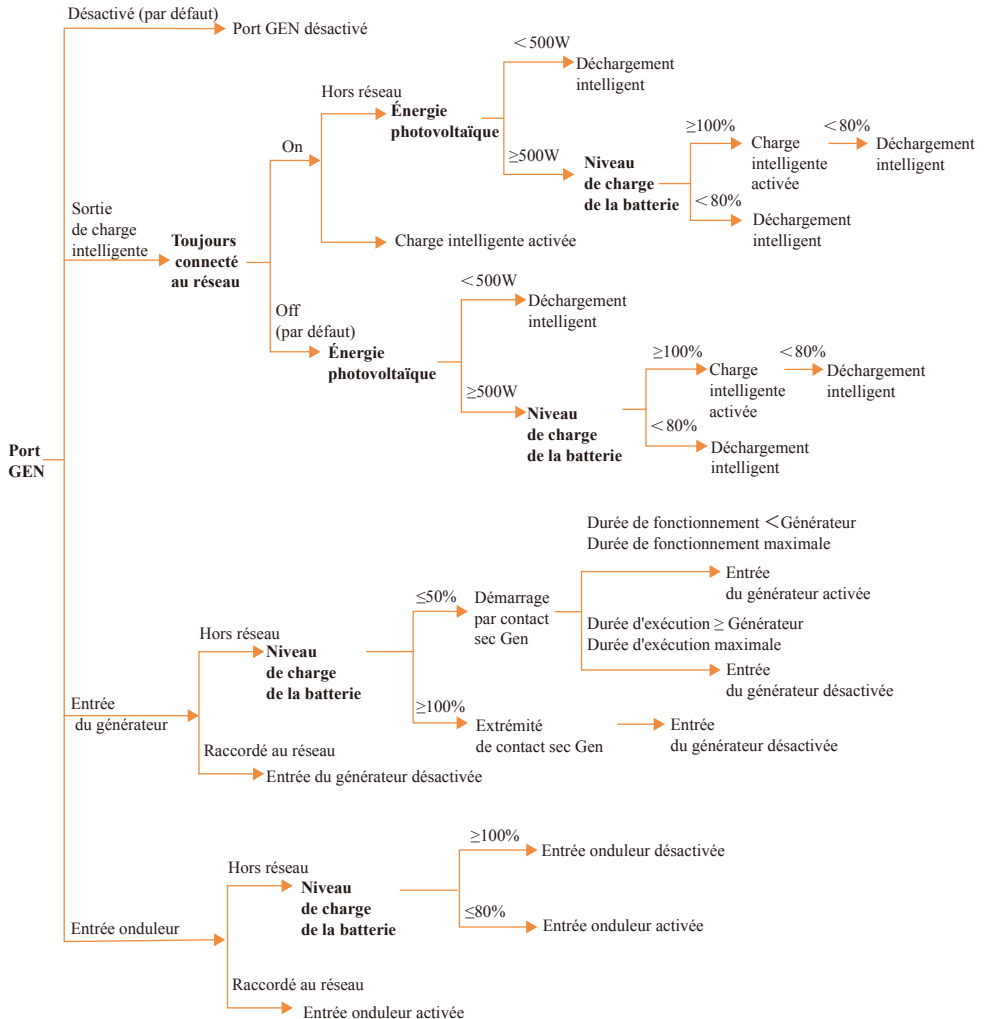 Désactivé (par défaut)
Port GEN désactivé
<500W
Déchargement
intelligent
Hors réseau
Énergie
photovoltaïque
On
≥500W
Niveau
de charge
de la batterie
≥100%
Charge
intelligente
activée
<80%
Déchargement
intelligent
<80%
Déchargement
intelligent
Sortie
de charge
intelligente
Toujours
connecté
au réseau
Charge intelligente activée
Off
(par défaut)
Énergie
photovoltaïque
<500W
Déchargement
intelligent
≥500W
Niveau
de charge
de la batterie
≥100%
Charge
intelligente
activée
<80%
Déchargement
intelligent
<80%
Déchargement
intelligent
Port
GEN
Durée de fonctionnement <Générateur
Durée de fonctionnement maximale
Entrée
du générateur activée
≤50%
Démarrage
par contact
sec Gen
Durée d'exécution ≥ Générateur
Durée d'exécution maximale
Entrée
du générateur désactivée
Hors réseau
Niveau
de charge
de la batterie
≥100%
Extrémité
de contact sec Gen
Entrée
du générateur désactivée
Entrée
du générateur
Raccordé au réseau
Entrée du générateur désactivée
Hors réseau
Niveau
de charge
de la batterie
≥100%
Entrée onduleur désactivée
≤80%
Entrée onduleur activée
Entrée onduleur
Raccordé au réseau
Entrée onduleur activée